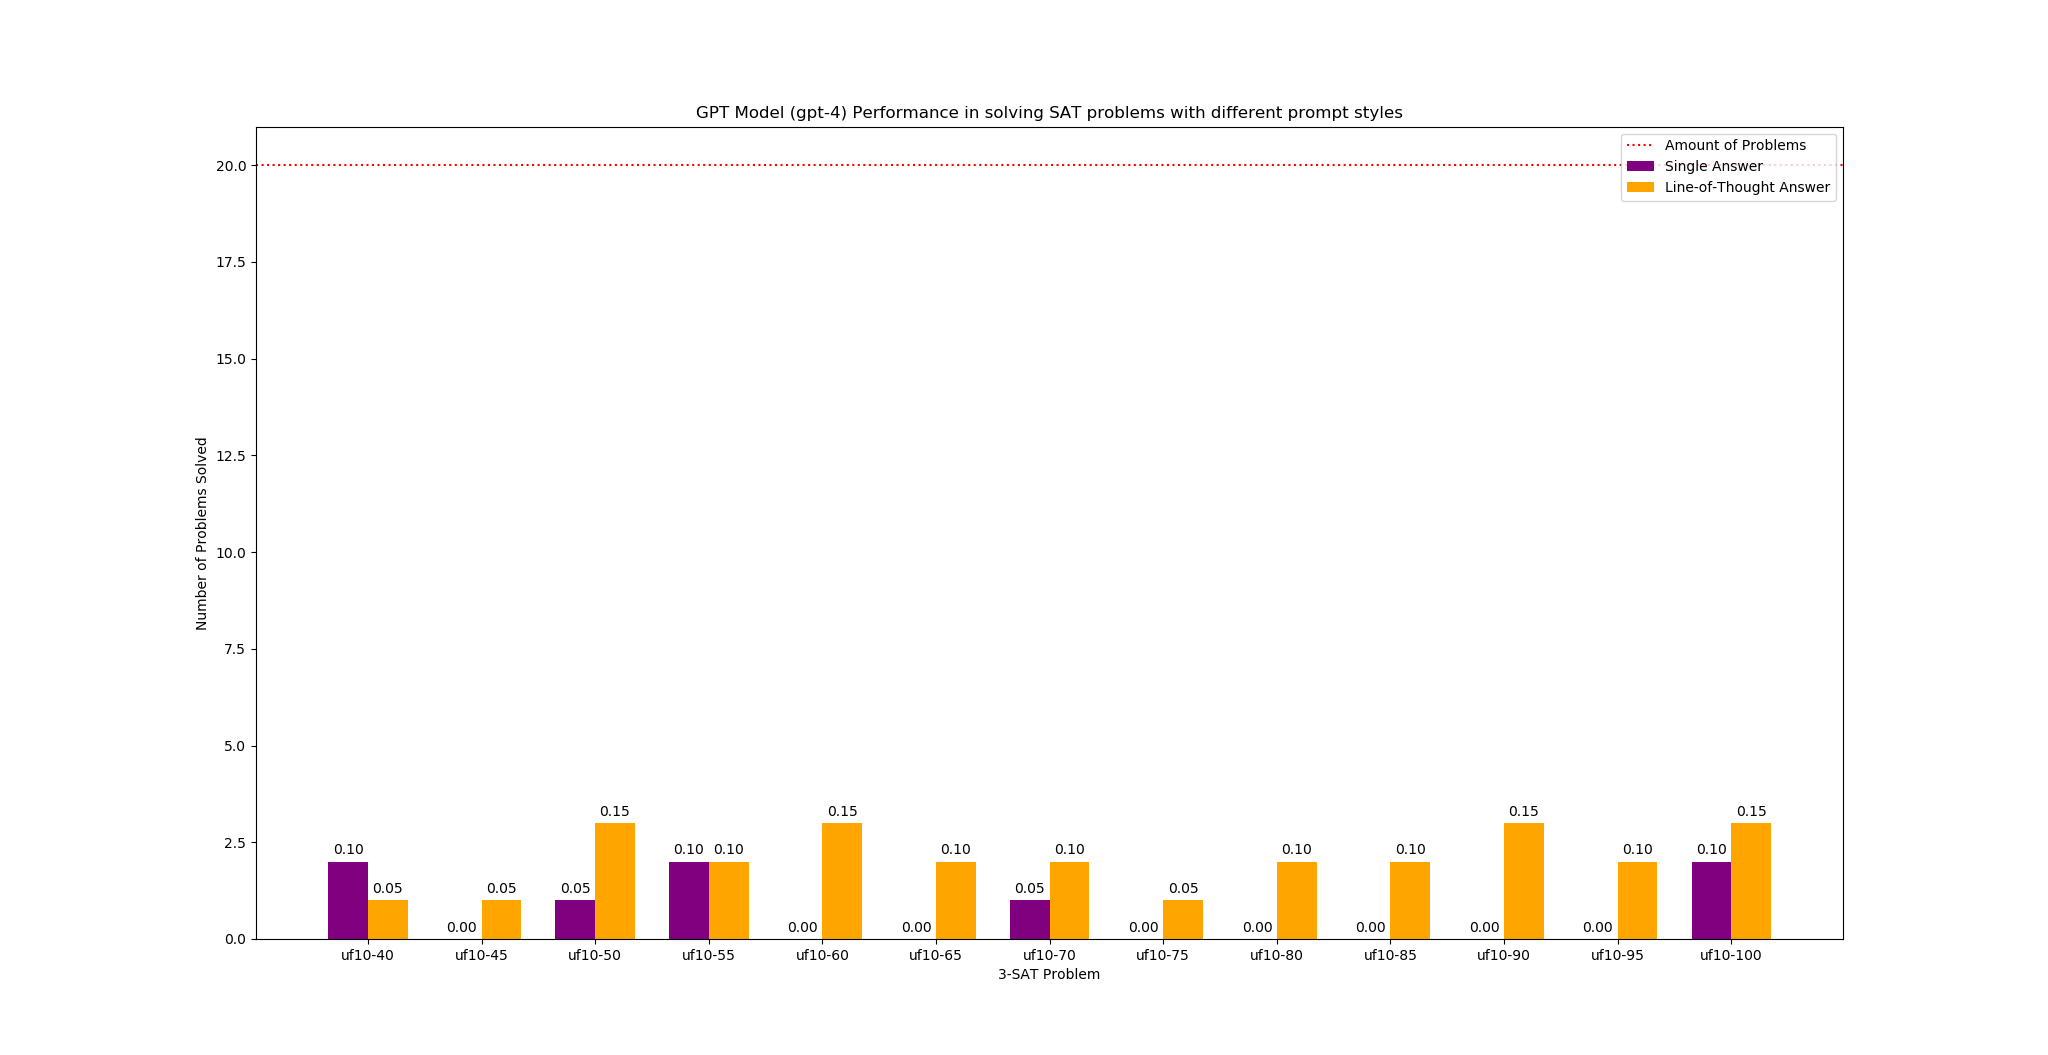 GPT Model (gpt-4) Performance in solving SAT problems with different prompt styles
Amount of Problems
Single Answer
Line-of-Thought Answer
Number of Problems Solved
20.0
17.5
15.0
12.5
10.0
7.5
5.0
2.5
0.0
0.10 0.05 0.00 0.05 0.05 0.15 0.10 0.10 0.00 0.15 0.00 0.10 0.05 0.10 0.00 0.05 0.00 0.10 0.00 0.10 0.00 0.15 0.00 0.10 0.10 0.15
uf10-40 uf10-45 uf10-50 uf10-55 uf10-60 uf10-65 uf10-70 uf10-75 uf10-80 uf10-85 uf10-90 uf10-95 uf10-100
3-SAT Problem